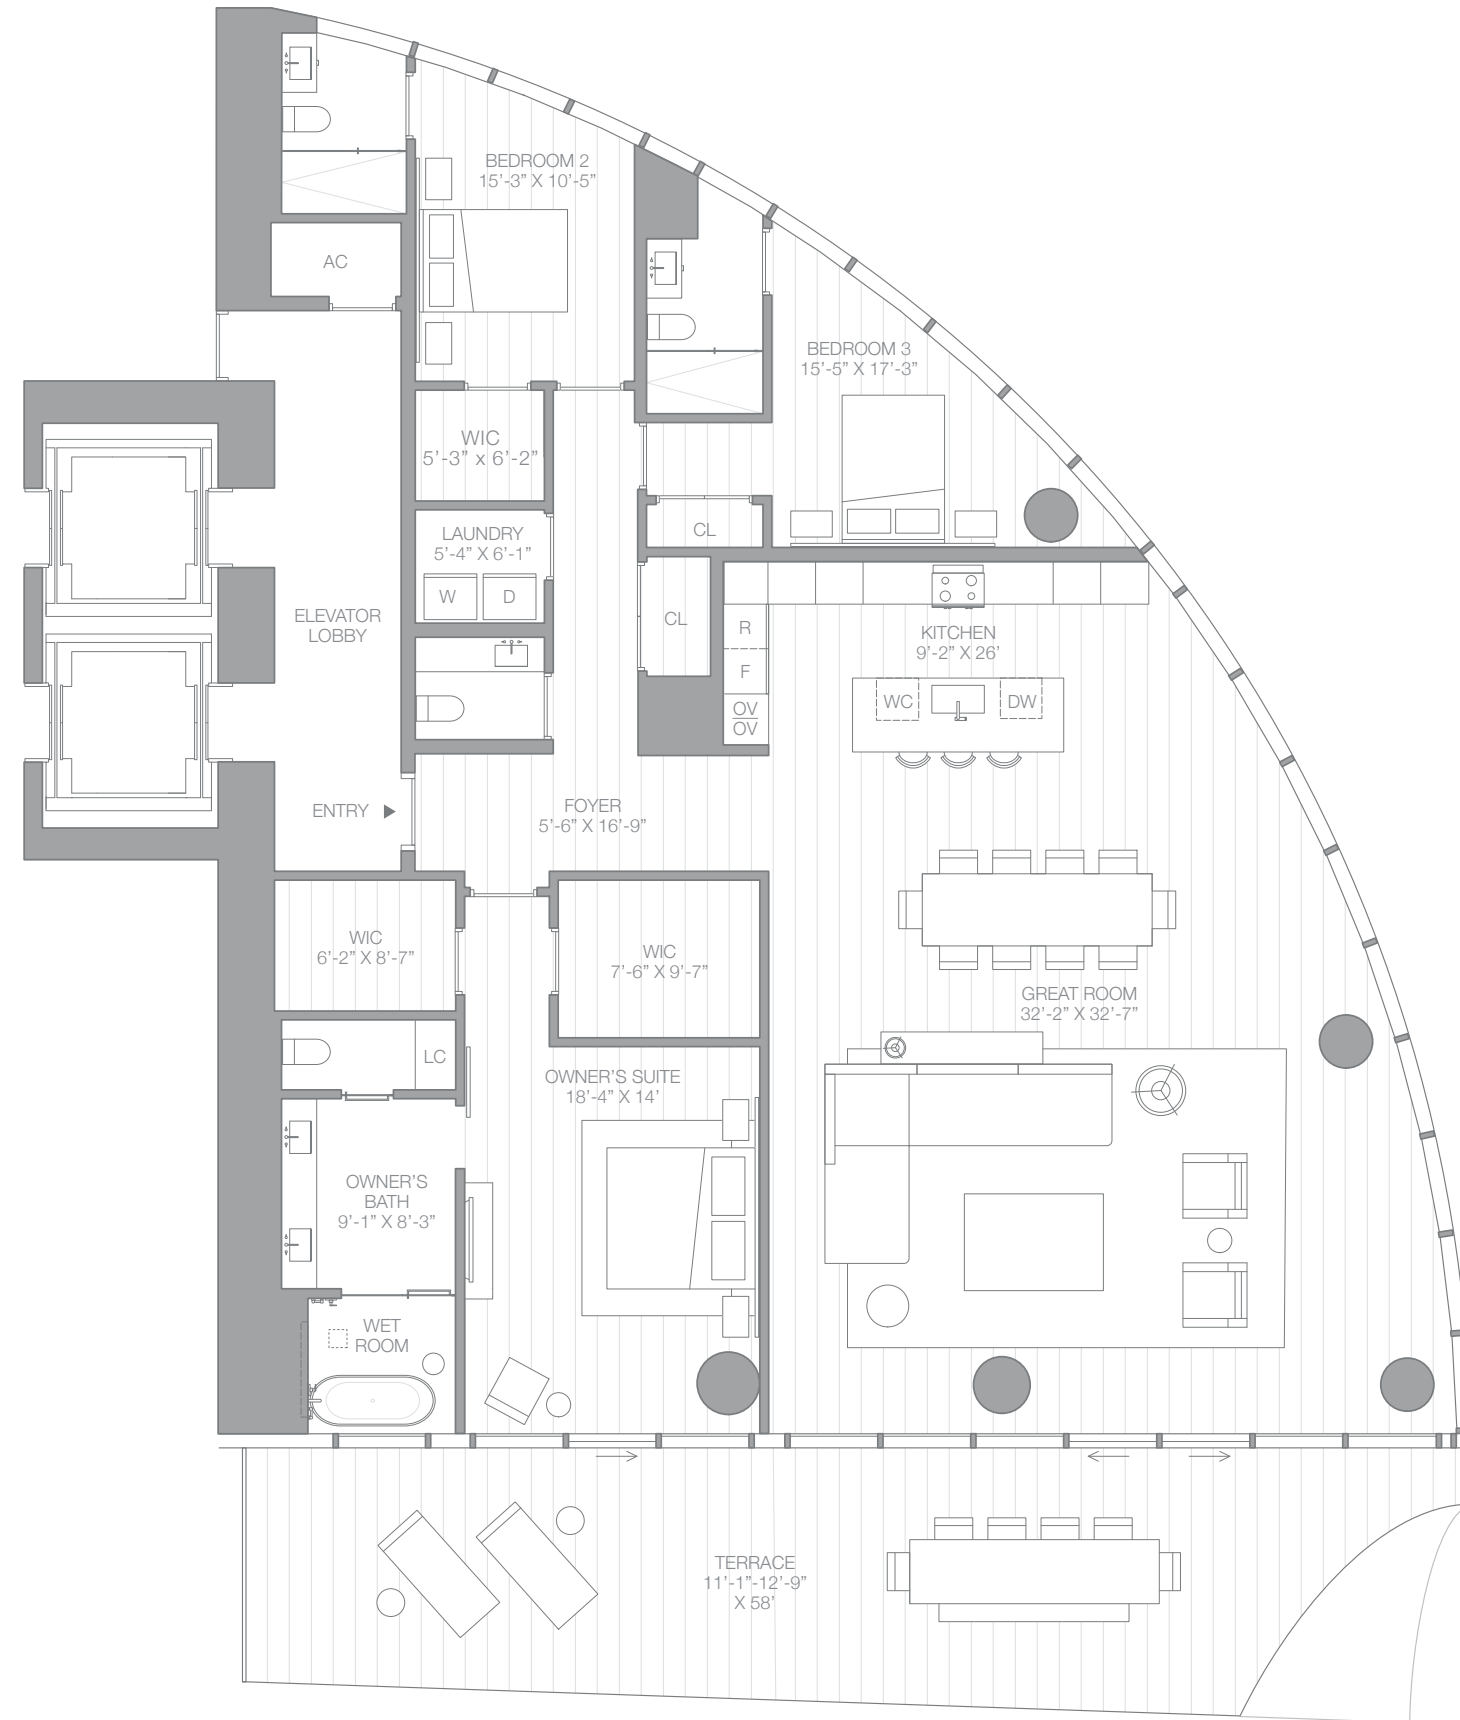 BEDROOM 2
15'-3" X 10'-5"
AC
BEDROOM 3
15'-5" X 17'-3"
WIC
5'-3" x 6'-2"
LAUNDRY
5'-4" X 6'-1"
W
D
CL
CL
ELEVATOR
LOBBY
R
F
OV
OV
KITCHEN
9'-2" X 26'
WC
DW
ENTRY
FOYER
5'-6" X 16'-9"
WIC
6'-2" X 8'-7"
WIC
7'-6" X 9'-7"
GREAT ROOM
32'-2" X 32'-7"
LC
OWNER'S SUITE
18'-4" X 14'
OWNER'S
BATH
9'-1" X 8'-3"
WET
ROOM
TERRACE
11'-1"-12'-9"
X 58'